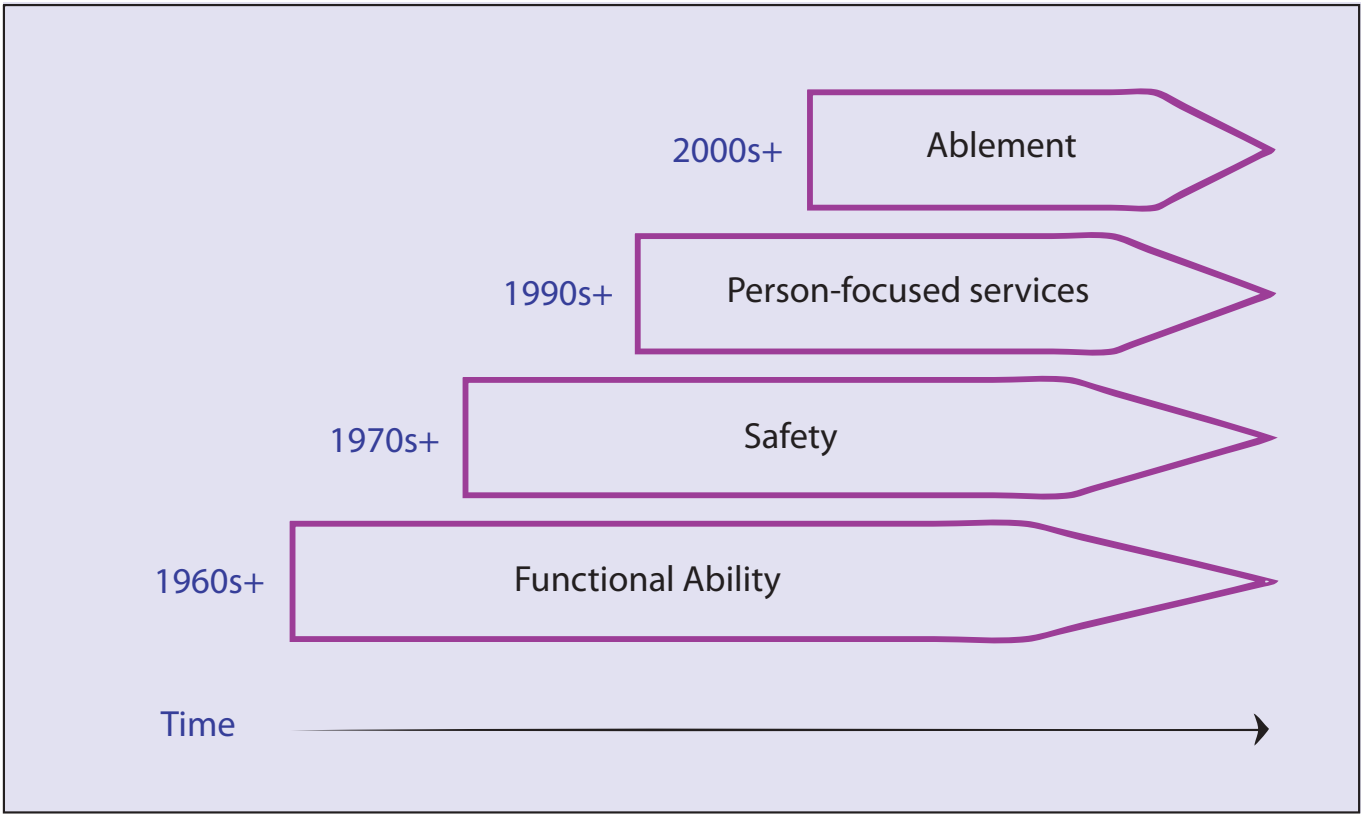 2000s+
Ablement
1990s+
Person-focused services
1970s+
Safety
1960s+
Functional Ability
Time